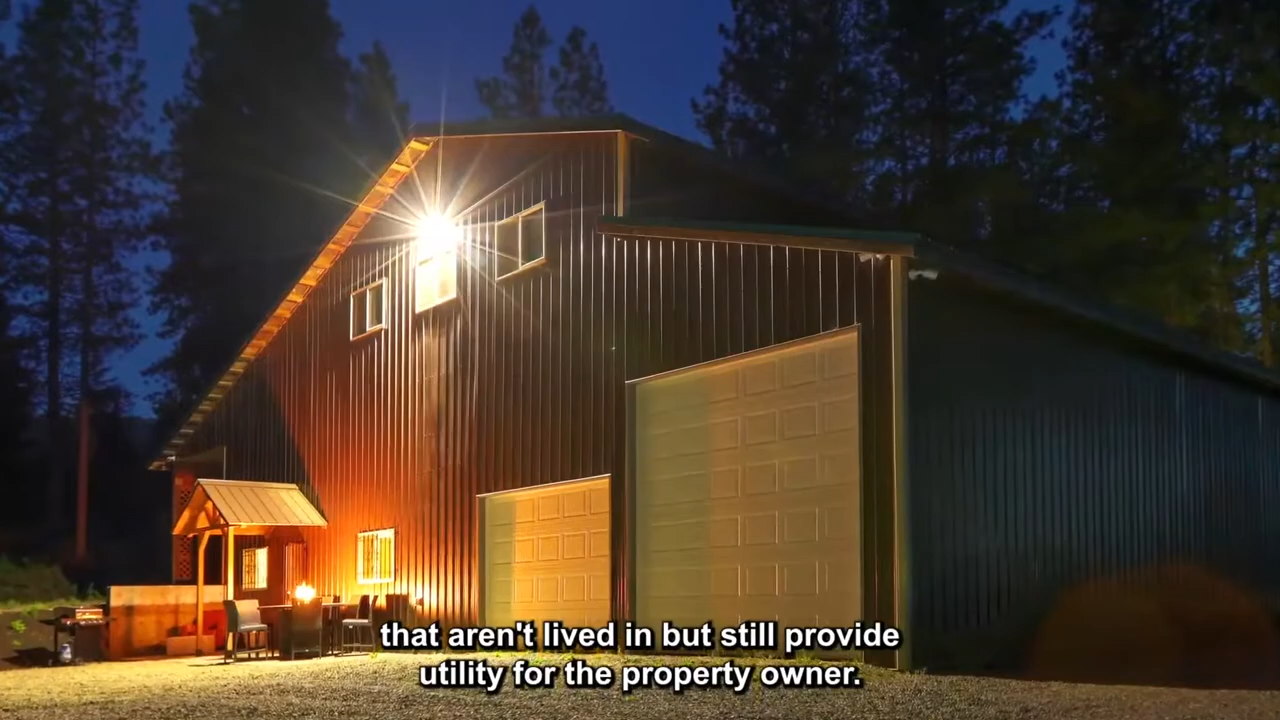 that aren't lived in but still provide
utility for the property owner.